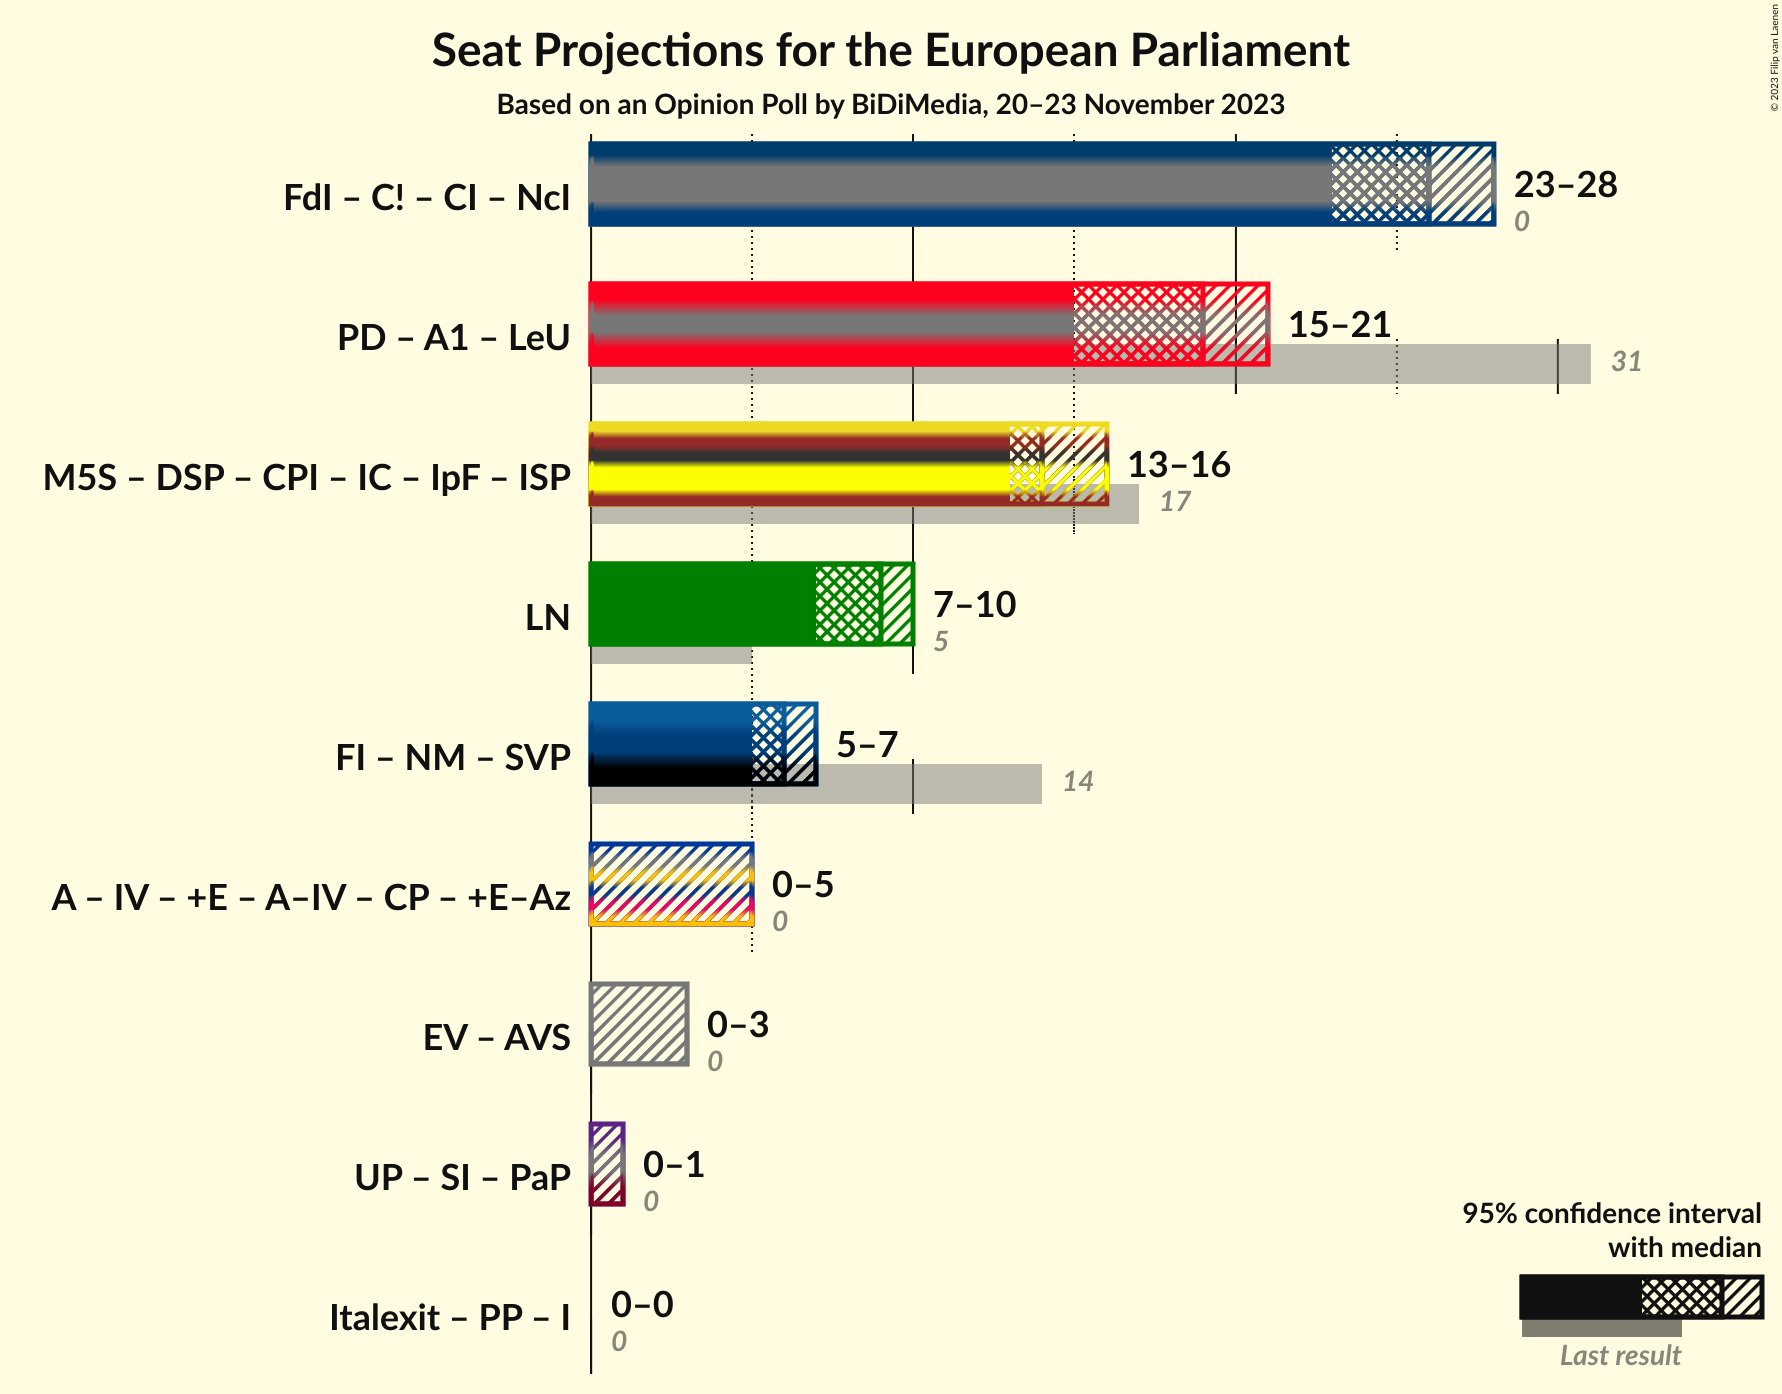 Seat Projections for the European Parliament
Based on an Opinion Poll by BiDiMedia, 20–23 November 2023
© 2023 Filip van Laenen
FdI – C! – CI – NcI
23–28
0
PD – A1 – LeU
15–21
31
M5S – DSP – CPI – IC – IpF – ISP
13–16
17
LN
7–10
5
FI – NM – SVP
5–7
14
A – IV – +E – A–IV – CP – +E–Az
0–5
0
EV – AVS
0–3
0
UP – SI – PaP
0–1
0
Italexit – PP – I
0–0
0
95% confidence interval
with median
Last result